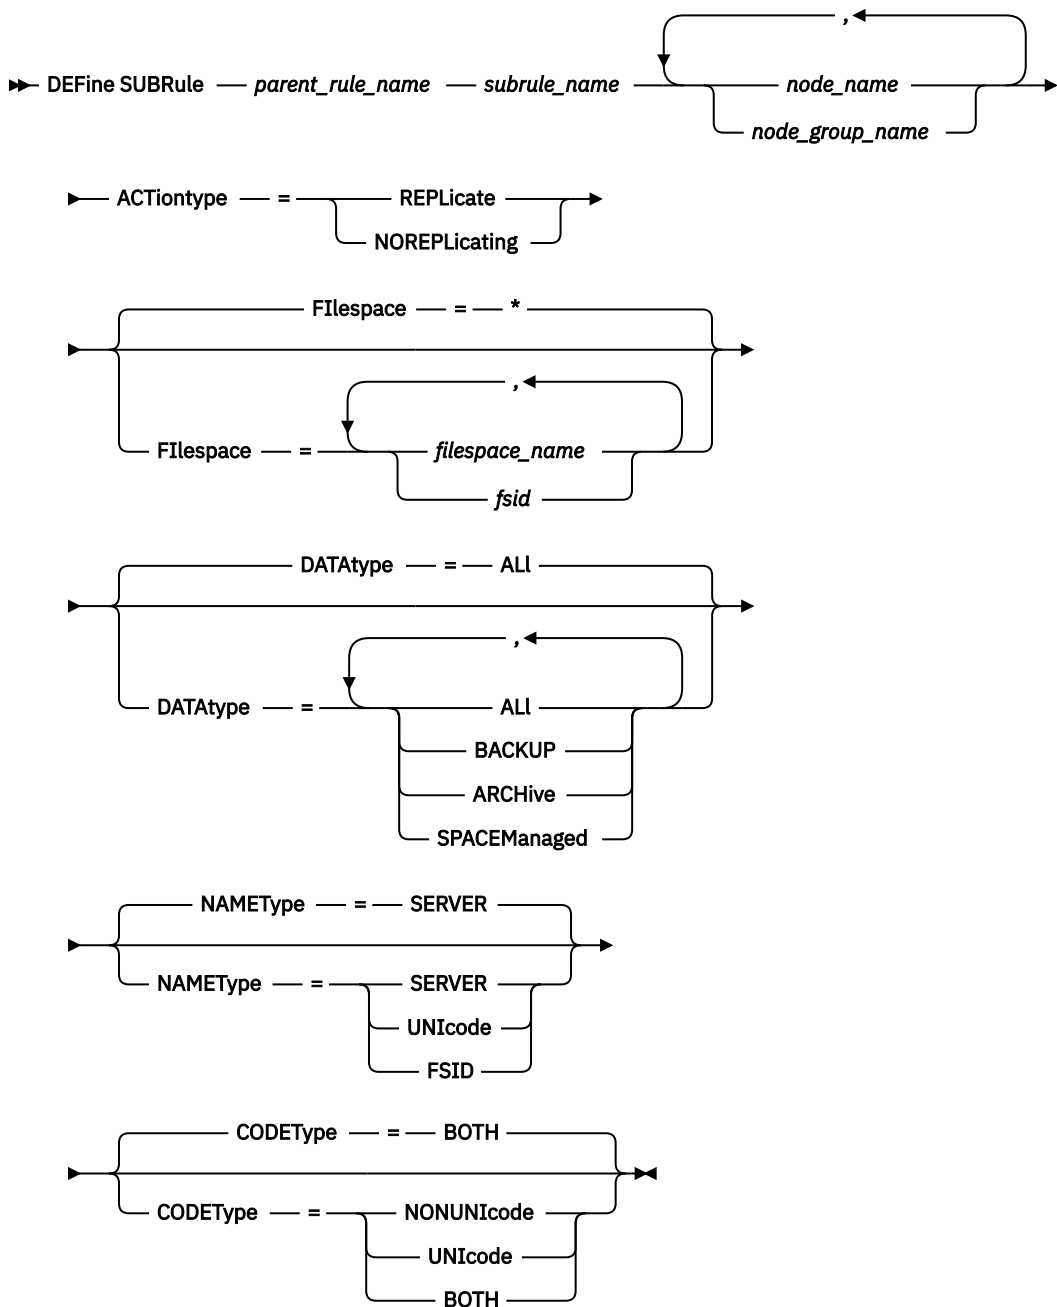 ,
DEFine SUBRule parent_rule_name subrule_name node_name
node_group_name
ACTiontype = REPLicate
NOREPLicating
FIlespace = *
,
FIlespace = filespace_name
fsid
DATAtype = ALl
,
DATAtype = ALl
BACKUP
ARCHive
SPACEManaged
NAMEType = SERVER
NAMEType = SERVER
UNIcode
FSID
CODEType = BOTH
CODEType = NONUNIcode
UNIcode
BOTH